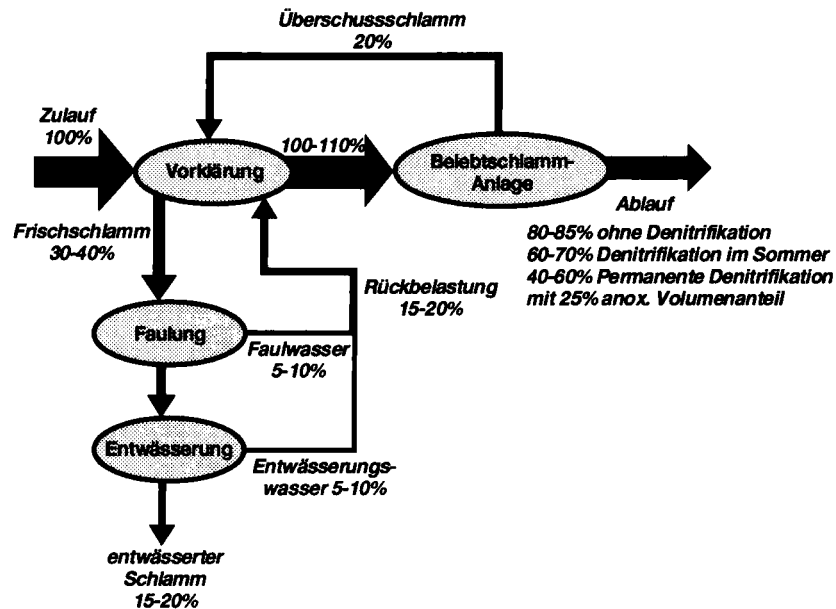 Überschussschlamm
20%
Zulauf
100%
Vorklärung
100-110%
Belebtschlamm-
Anlage
Ablauf
80-85% ohne Denitrifikation
60-70% Denitrifikation im Sommer
40-60% Permanente Denitrifikation
mit 25% anox. Volumenanteil
Frischschlamm
30-40%
Rückbelastung
15-20%
Faulung
Faulwasser
5-10%
Entwässerung
Entwässerungs-
wasser 5-10%
entwässerter
Schlamm
15-20%